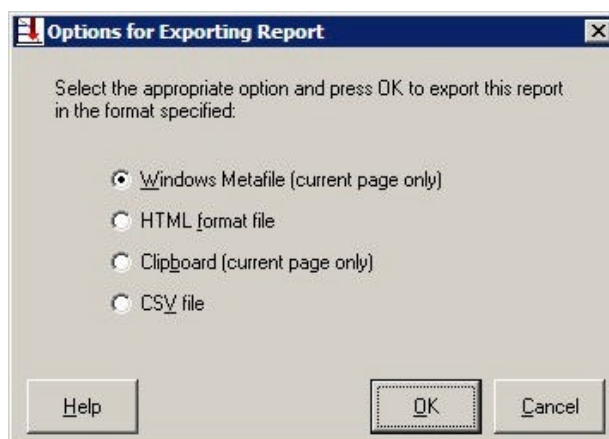 Options for Exporting Report
Select the appropriate option and press OK to export this report
in the format specified:
Windows Metafile (current page only)
HTML format file
Clipboard (current page only)
CSV file
Help
OK
Cancel